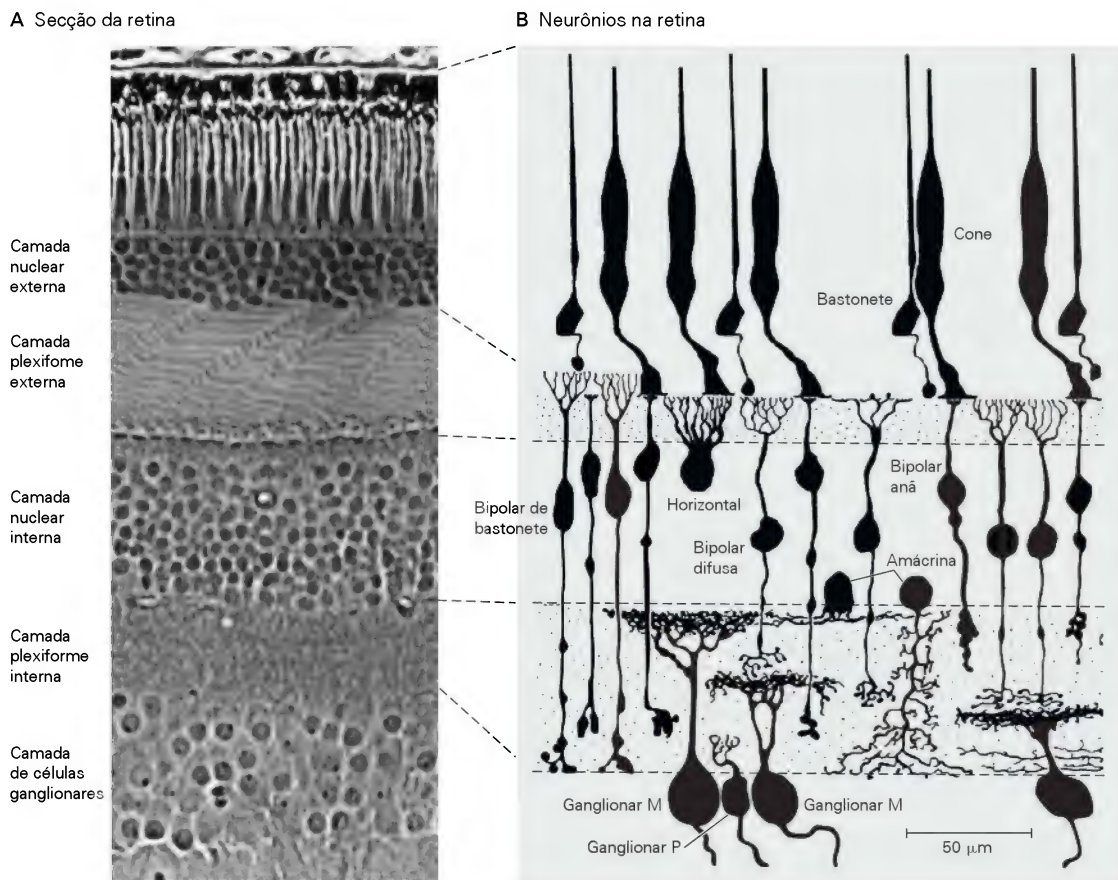 A Secção da retina
B Neurônios na retina
Camada
nuclear
externa
Camada
plexifome
externa
Camada
nuclear
interna
Camada
plexiforme
interna
Camada
de células
ganglionares
Cone
Bastonete
Bipolar de
bastonete
Horizontal
Bipolar
difusa
Bipolar
anã
Amácrina
Ganglionar M
Ganglionar P
Ganglionar M
50 μm